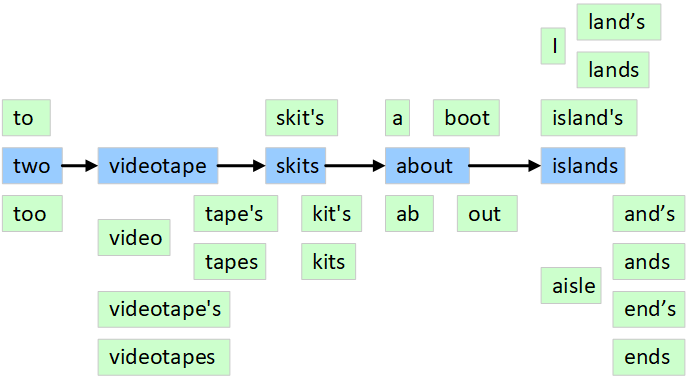 land’s
I
lands
to skit's a boot island's
two videotape skits about islands
too tape's kit's ab out and’s
video
tapes kits ands
aisle
videotape's end’s
videotapes ends